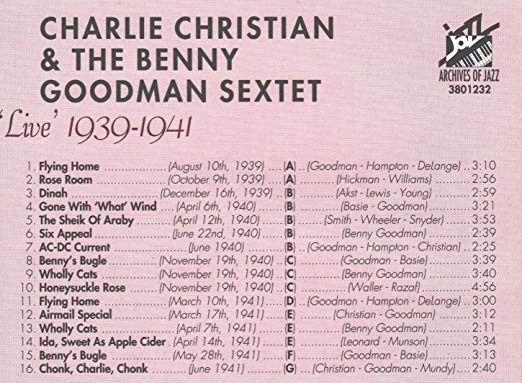 CHARLIE CHRISTIAN
& THE BENNY
GOODMAN SEXTET
'Live' 1939-1941
jazz
ARCHIVES OF JAZZ
3801232
1. Flying Home (August 10th, 1939) (A) (Goodman - Hampton - DeLange) 3:10
2. Rose Room (October 9th, 1939) (A) (Hickman - Williams) 2:56
3. Dinah (December 16th, 1939) (B) (Akst - Lewis - Young) 2:59
4. Gone With 'What' Wind (April 6th, 1940) (B) (Basie - Goodman) 3:21
5. The Sheik Of Araby (April 12th, 1940) (B) (Smith - Wheeler - Snyder) 3:53
6. Six Appeal (June 22nd, 1940) (B) (Benny Goodman) 2:39
7. AC-DC Current (June 1940) (B) (Goodman - Hampton - Christian) 2:25
8. Benny's Bugle (November 19th, 1940) (C) (Goodman - Basie) 3:39
9. Wholly Cats (November 19th, 1940) (C) (Benny Goodman) 3:40
10. Honeysuckle Rose (November 19th, 1940) (C) (Waller - Razaf) 4:56
11. Flying Home (March 10th, 1941) (D) (Goodman - Hampton - DeLange) 3:00
12. Airmail Special (March 17th, 1941) (E) (Christian - Goodman) 3:12
13. Wholly Cats (April 7th, 1941) (E) (Benny Goodman) 2:11
14. Ida, Sweet As Apple Cider (April 14th, 1941) (E) (Leonard - Munson) 3:34
15. Benny's Bugle (May 28th, 1941) (F) (Goodman - Basie) 3:13
16. Chonk, Charlie, Chonk (June 1941) (G) (Christian - Goodman - Mundy) 2:40